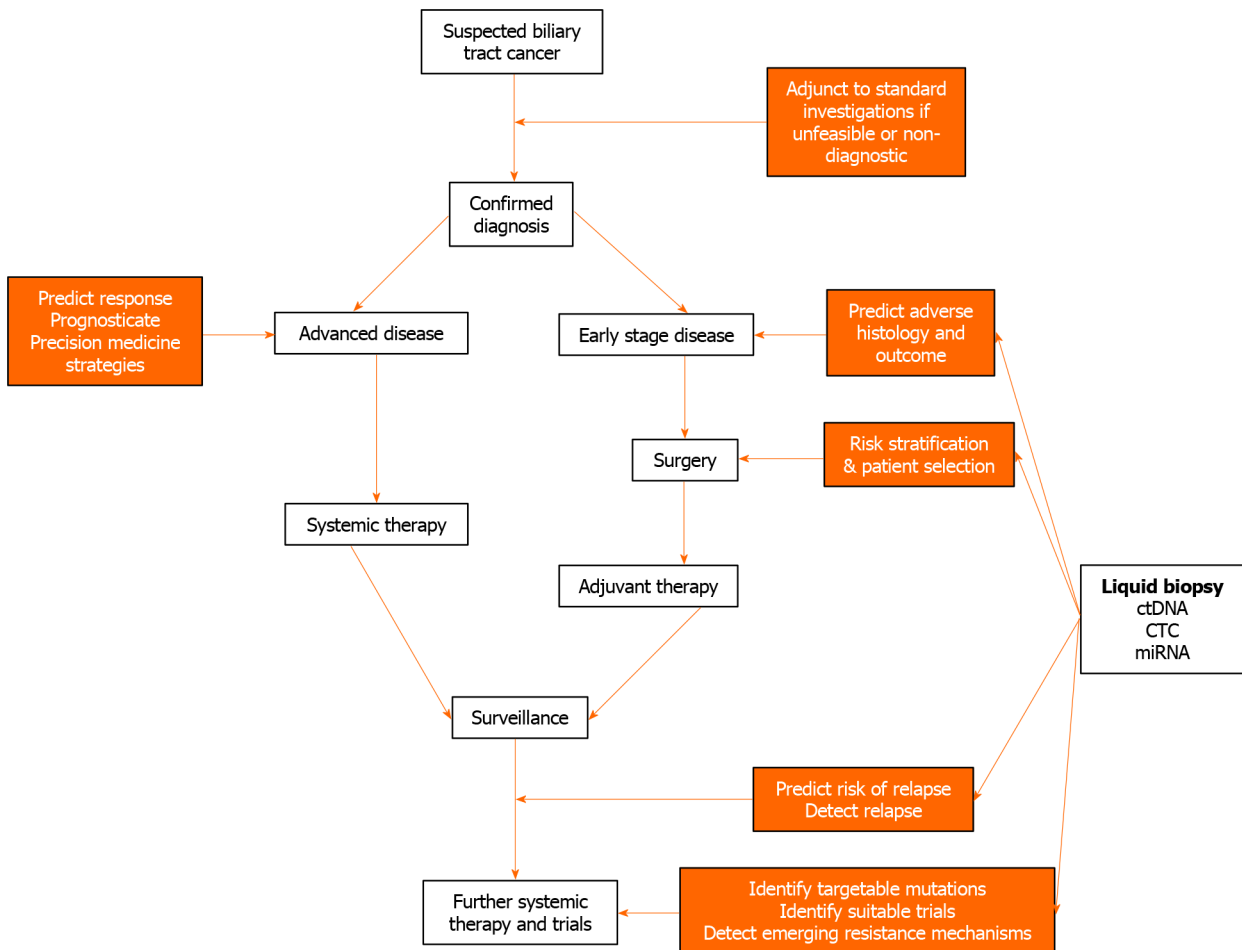 Suspected biliary
tract cancer
Adjunct to standard
investigations if
unfeasible or non-
diagnostic
Confirmed
diagnosis
Predict response
Prognosticate
Precision medicine
strategies
Advanced disease
Early stage disease
Predict adverse
histology and
outcome
Surgery
Risk stratification
& patient selection
Systemic therapy
Adjuvant therapy
Liquid biopsy
ctDNA
CTC
miRNA
Surveillance
Predict risk of relapse
Detect relapse
Further systemic
therapy and trials
Identify targetable mutations
Identify suitable trials
Detect emerging resistance mechanisms